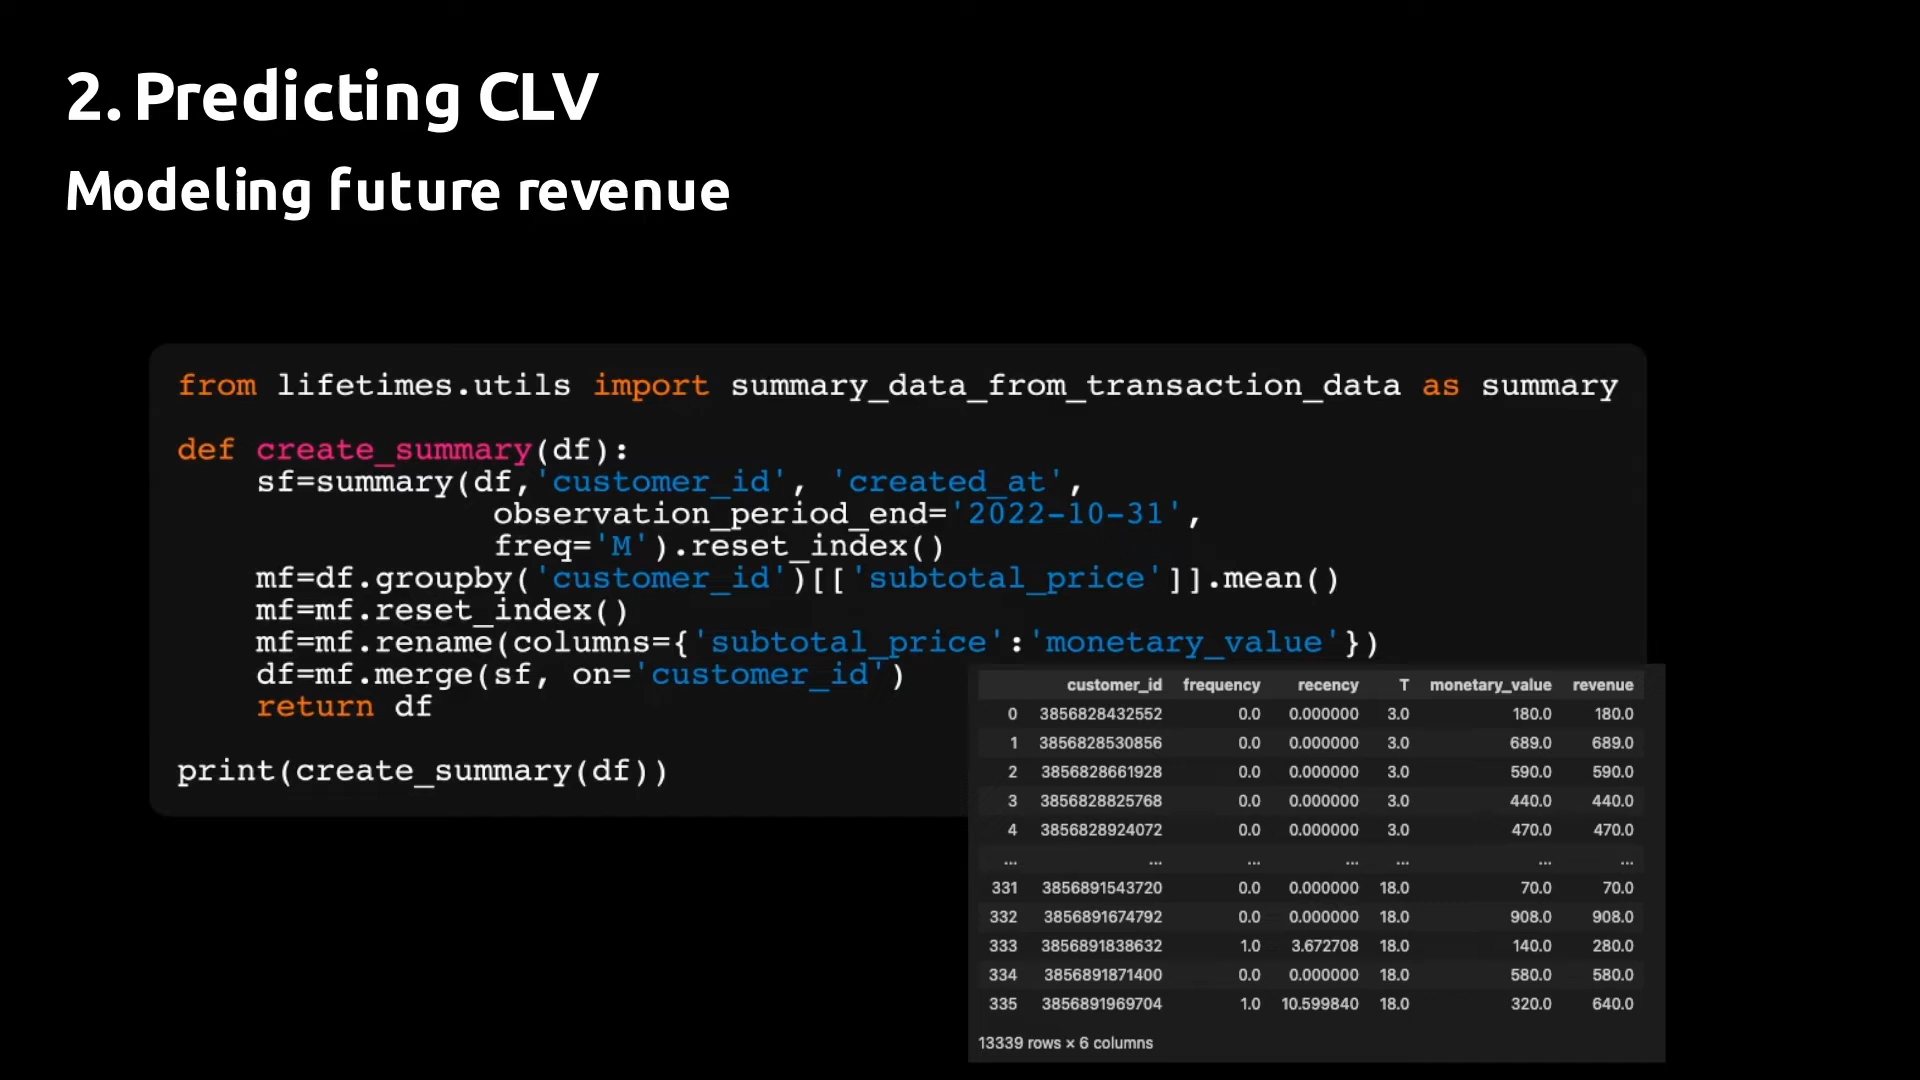 2. Predicting CLV
Modeling future revenue
from lifetimes.utils import summary_data_from_transaction_data as summary
def create_summary(df):
    sf=summary(df,'customer_id', 'created_at',
                observation_period_end='2022-10-31',
                freq='M').reset_index()
    mf=df.groupby('customer_id')[['subtotal_price']].mean()
    mf=mf.reset_index()
    mf=mf.rename(columns={'subtotal_price':'monetary_value'})
    df=mf.merge(sf, on='customer_id')
    return df
print(create_summary(df))
customer_id frequency recency T monetary_value revenue
0 3856828432552 0.0 0.000000 3.0 180.0 180.0
1 3856828530856 0.0 0.000000 3.0 689.0 689.0
2 3856828661928 0.0 0.000000 3.0 590.0 590.0
3 3856828825768 0.0 0.000000 3.0 440.0 440.0
4 3856828924072 0.0 0.000000 3.0 470.0 470.0
... ... ... ... ... ... ...
331 3856891543720 0.0 0.000000 18.0 70.0 70.0
332 3856891674792 0.0 0.000000 18.0 908.0 908.0
333 3856891838632 1.0 3.672708 18.0 140.0 280.0
334 3856891871400 0.0 0.000000 18.0 580.0 580.0
335 3856891969704 1.0 10.599840 18.0 320.0 640.0
13339 rows × 6 columns